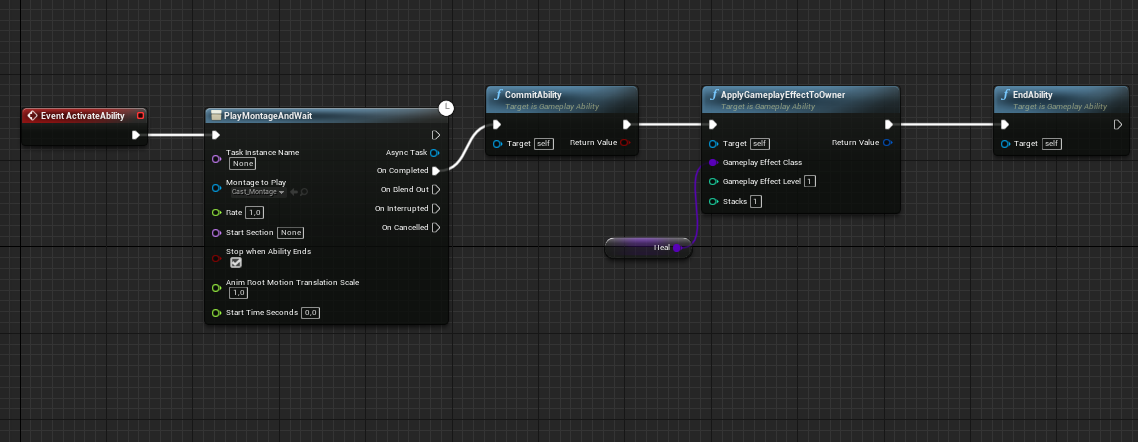 Event ActivateAbility
PlayMontageAndWait
Task Instance Name
None
Async Task
On Completed
Montage to Play
Cast_Montage
On Blend Out
Rate 1,0
On Interrupted
Start Section None
On Cancelled
Stop when Ability Ends
Anim Root Motion Translation Scale
1,0
Start Time Seconds 0,0
f CommitAbility
Target is Gameplay Ability
Target self
Return Value
Heal
f ApplyGameplayEffectToOwner
Target is Gameplay Ability
Target self
Return Value
Gameplay Effect Class
Gameplay Effect Level 1
Stacks 1
f EndAbility
Target is Gameplay Ability
Target self